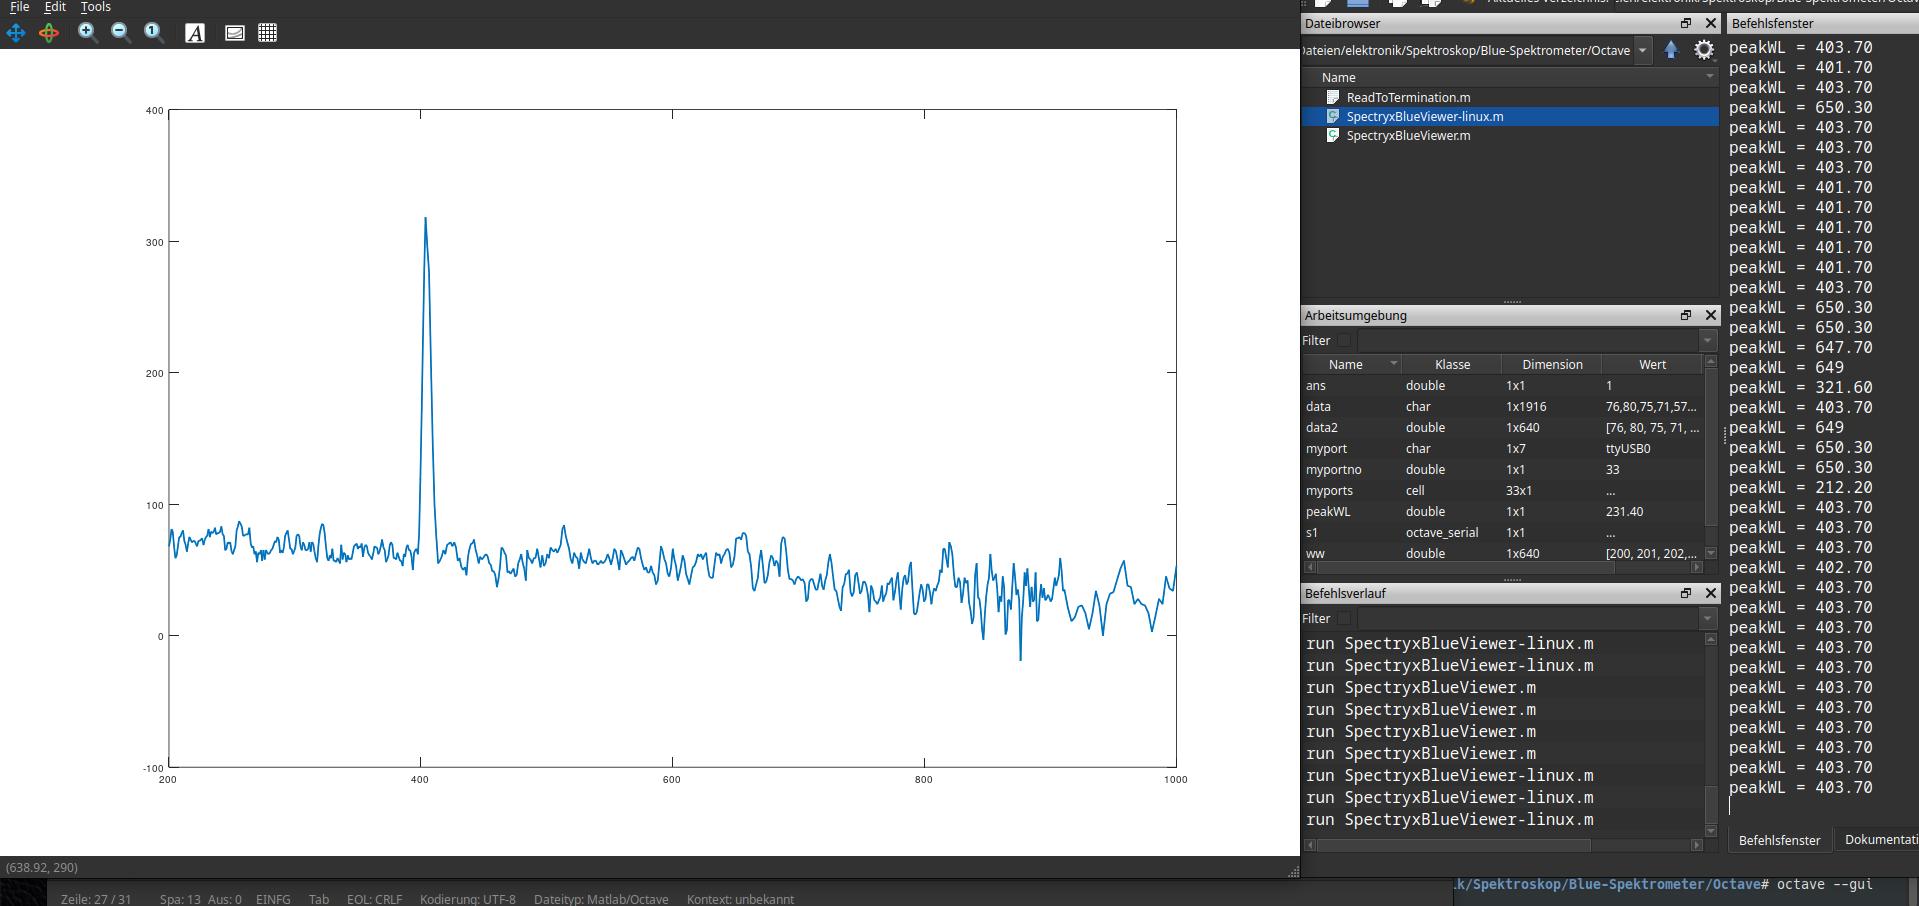 File Edit Tools
A
400
300
200
100
0
-100
200 400 600 800 1000
(638.92, 290)
Zeile: 27 / 31 Spa: 13 Aus: 0 EINFG Tab EOL: CRLF Kodierung: UTF-8 Dateityp: Matlab/Octave Kontext: unbekannt
Dateibrowser
Dateien/elektronik/Spektroskop/Blue-Spektrometer/Octave
Name
ReadToTermination.m
SpectryxBlueViewer-linux.m
SpectryxBlueViewer.m
Arbeitsumgebung
Filter
Name Klasse Dimension Wert
ans double 1x1 1
data char 1x1916 76,80,75,71,57...
data2 double 1x640 [76, 80, 75, 71, ...
myport char 1x7 ttyUSB0
myportno double 1x1 33
myports cell 33x1 ...
peakWL double 1x1 231.40
s1 octave_serial 1x1 ...
ww double 1x640 [200, 201, 202,...
Befehlsverlauf
Filter
run SpectryxBlueViewer-linux.m
run SpectryxBlueViewer-linux.m
run SpectryxBlueViewer.m
run SpectryxBlueViewer.m
run SpectryxBlueViewer.m
run SpectryxBlueViewer.m
run SpectryxBlueViewer-linux.m
run SpectryxBlueViewer-linux.m
run SpectryxBlueViewer-linux.m
Befehlsfenster
peakWL = 403.70
peakWL = 401.70
peakWL = 403.70
peakWL = 650.30
peakWL = 403.70
peakWL = 403.70
peakWL = 403.70
peakWL = 401.70
peakWL = 401.70
peakWL = 401.70
peakWL = 401.70
peakWL = 401.70
peakWL = 403.70
peakWL = 650.30
peakWL = 650.30
peakWL = 647.70
peakWL = 649
peakWL = 321.60
peakWL = 403.70
peakWL = 649
peakWL = 650.30
peakWL = 650.30
peakWL = 212.20
peakWL = 403.70
peakWL = 403.70
peakWL = 403.70
peakWL = 402.70
peakWL = 403.70
peakWL = 403.70
peakWL = 403.70
peakWL = 403.70
peakWL = 403.70
peakWL = 403.70
peakWL = 403.70
peakWL = 403.70
peakWL = 403.70
peakWL = 403.70
peakWL = 403.70
Befehlsfenster Dokumentati
.k/Spektroskop/Blue-Spektrometer/Octave# octave --gui